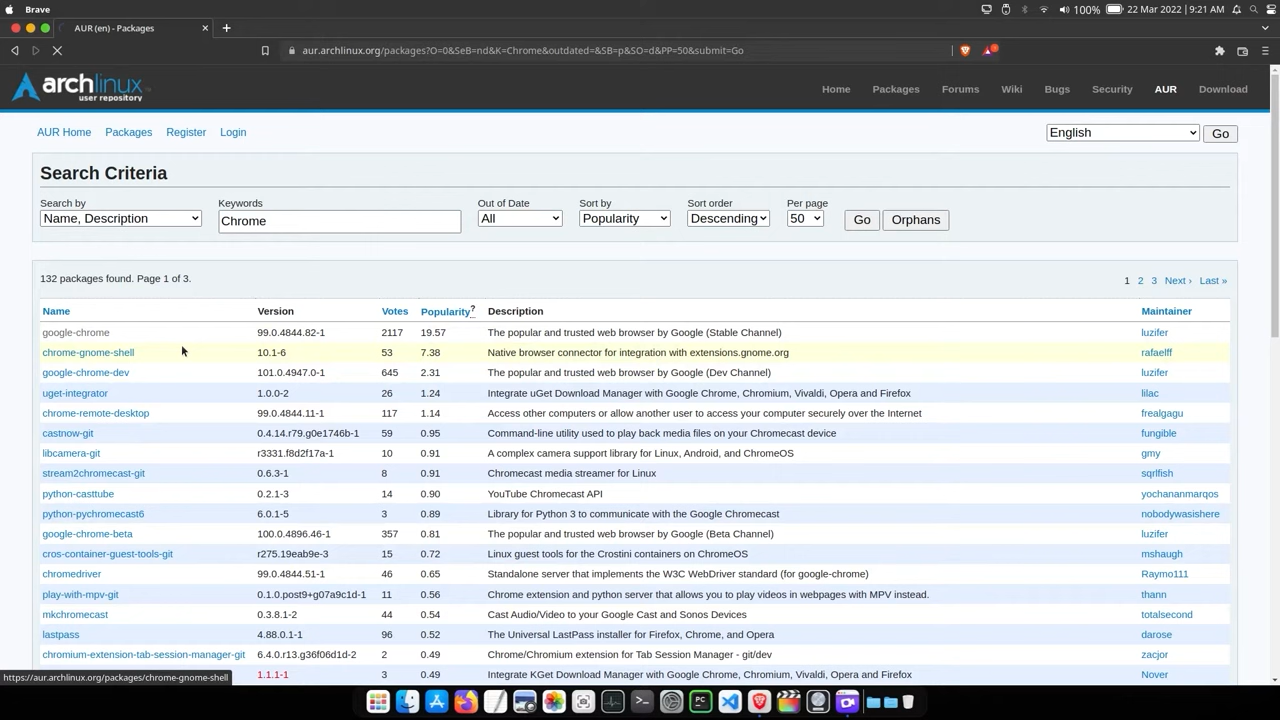 Brave
100% 22 Mar 2022 9:21 AM
AUR (en) - Packages
aur.archlinux.org/packages?O=0&SeB=nd&K=Chrome&outdated=&SB=p&SO=d&PP=50&submit=Go
archlinux
user repository
Home Packages Forums Wiki Bugs Security AUR Download
AUR Home Packages Register Login
English Go
Search Criteria
Search by Keywords Out of Date Sort by Sort order Per page
Name, Description Chrome All Popularity Descending 50 Go Orphans
132 packages found. Page 1 of 3.
1 2 3 Next › Last »
Name Version Votes Popularity? Description Maintainer
google-chrome 99.0.4844.82-1 2117 19.57 The popular and trusted web browser by Google (Stable Channel) luzifer
chrome-gnome-shell 10.1-6 53 7.38 Native browser connector for integration with extensions.gnome.org rafaelff
google-chrome-dev 101.0.4947.0-1 645 2.31 The popular and trusted web browser by Google (Dev Channel) luzifer
uget-integrator 1.0.0-2 26 1.24 Integrate uGet Download Manager with Google Chrome, Chromium, Vivaldi, Opera and Firefox lilac
chrome-remote-desktop 99.0.4844.11-1 117 1.14 Access other computers or allow another user to access your computer securely over the Internet frealgagu
castnow-git 0.4.14.r79.g0e1746b-1 59 0.95 Command-line utility used to play back media files on your Chromecast device fungible
libcamera-git r3331.f8d2f17a-1 10 0.91 A complex camera support library for Linux, Android, and ChromeOS gmy
stream2chromecast-git 0.6.3-1 8 0.91 Chromecast media streamer for Linux sqrlfish
python-casttube 0.2.1-3 14 0.90 YouTube Chromecast API yochananmarqos
python-pychromecast6 6.0.1-5 3 0.89 Library for Python 3 to communicate with the Google Chromecast nobodywasishere
google-chrome-beta 100.0.4896.46-1 357 0.81 The popular and trusted web browser by Google (Beta Channel) luzifer
cros-container-guest-tools-git r275.19eab9e-3 15 0.72 Linux guest tools for the Crostini containers on ChromeOS mshaugh
chromedriver 99.0.4844.51-1 46 0.65 Standalone server that implements the W3C WebDriver standard (for google-chrome) Raymo111
play-with-mpv-git 0.1.0.post9+g07a9c1d-1 11 0.56 Chrome extension and python server that allows you to play videos in webpages with MPV instead. thann
mkchromecast 0.3.8.1-2 44 0.54 Cast Audio/Video to your Google Cast and Sonos Devices totalsecond
lastpass 4.88.0.1-1 96 0.52 The Universal LastPass installer for Firefox, Chrome, and Opera darose
chromium-extension-tab-session-manager-git 6.4.0.r13.g36f06d1d-2 2 0.49 Chrome/Chromium extension for Tab Session Manager - git/dev zacjor
1.1.1-1 3 0.49 Integrate KGet Download Manager with Google Chrome, Chromium, Vivaldi, Opera and Firefox Nover
https://aur.archlinux.org/packages/chrome-gnome-shell
PC